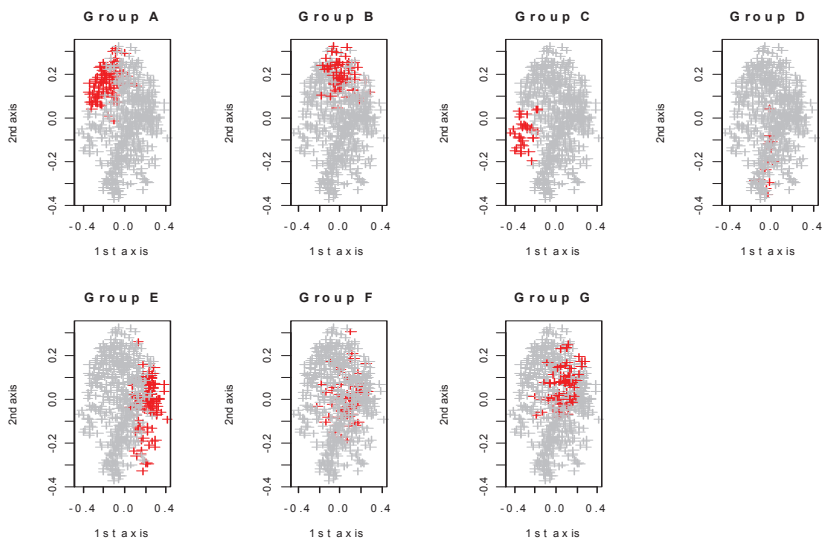 Group A
Group B
Group C
Group D
2nd axis
0.2
0.0
-0.2
-0.4
-0.4 0.0 0.4
1st axis
2nd axis
0.2
0.0
-0.2
-0.4
-0.4 0.0 0.4
1st axis
2nd axis
0.2
0.0
-0.2
-0.4
-0.4 0.0 0.4
1st axis
2nd axis
0.2
0.0
-0.2
-0.4
-0.4 0.0 0.4
1st axis
Group E
Group F
Group G
2nd axis
0.2
0.0
-0.2
-0.4
-0.4 0.0 0.4
1st axis
2nd axis
0.2
0.0
-0.2
-0.4
-0.4 0.0 0.4
1st axis
2nd axis
0.2
0.0
-0.2
-0.4
-0.4 0.0 0.4
1st axis